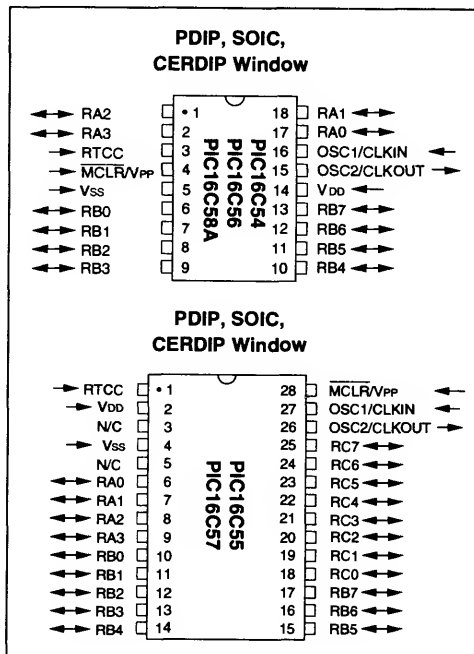 PDIP, SOIC,
CERDIP Window
RA2 • 1 18 RA1
RA3 2 17 RA0
RTCC 3 16 OSC1/CLKIN
MCLR/VPP 4 15 OSC2/CLKOUT
VSS 5 14 VDD
RB0 6 13 RB7
RB1 7 12 RB6
RB2 8 11 RB5
RB3 9 10 RB4
PIC16C54
PIC16C56
PIC16C58A
PDIP, SOIC,
CERDIP Window
RTCC • 1 28 MCLR/VPP
VDD 2 27 OSC1/CLKIN
N/C 3 26 OSC2/CLKOUT
VSS 4 25 RC7
N/C 5 24 RC6
RA0 6 23 RC5
RA1 7 22 RC4
RA2 8 21 RC3
RA3 9 20 RC2
RB0 10 19 RC1
RB1 11 18 RC0
RB2 12 17 RB7
RB3 13 16 RB6
RB4 14 15 RB5
PIC16C55
PIC16C57